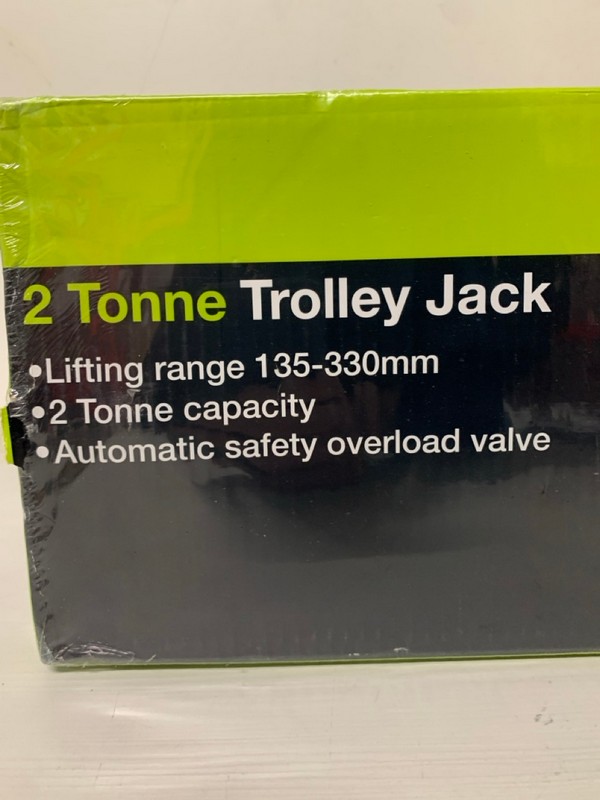 2 Tonne Trolley Jack
•Lifting range 135-330mm
•2 Tonne capacity
•Automatic safety overload valve